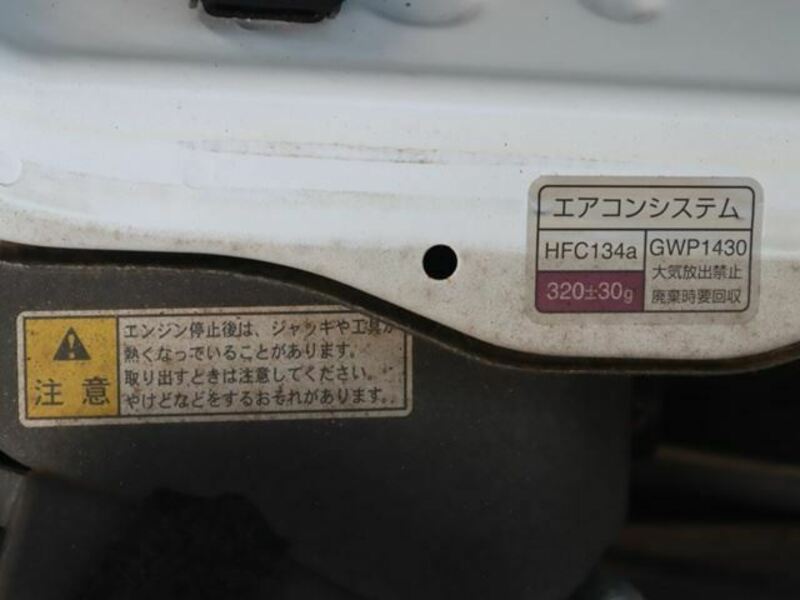 エアコンシステム
HFC134a
320±30g
GWP1430
大気放出禁止
廃棄時要回収
注意
エンジン停止後は、ジャッキや工具が
熱くなっていることがあります。
取り出すときは注意してください。
やけどなどをするおそれがあります。